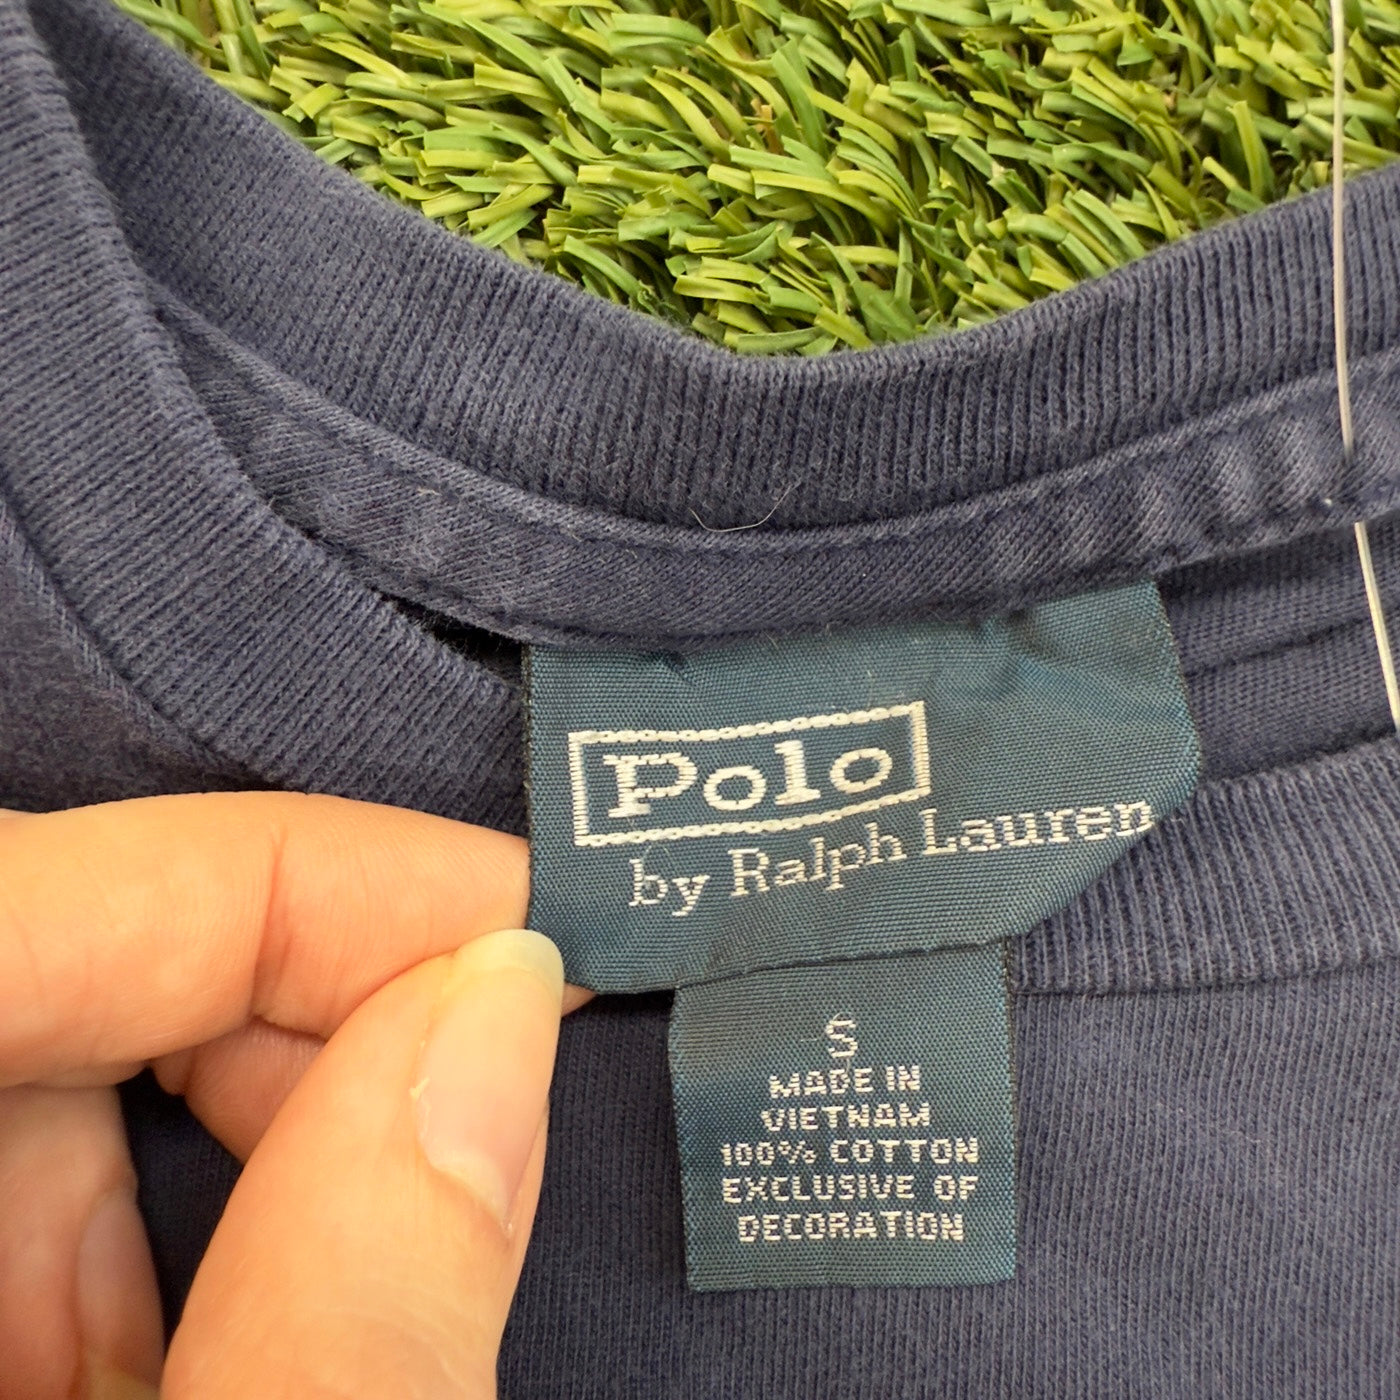 Polo
by Ralph Lauren
S
MADE IN
VIETNAM
100% COTTON
EXCLUSIVE OF
DECORATION